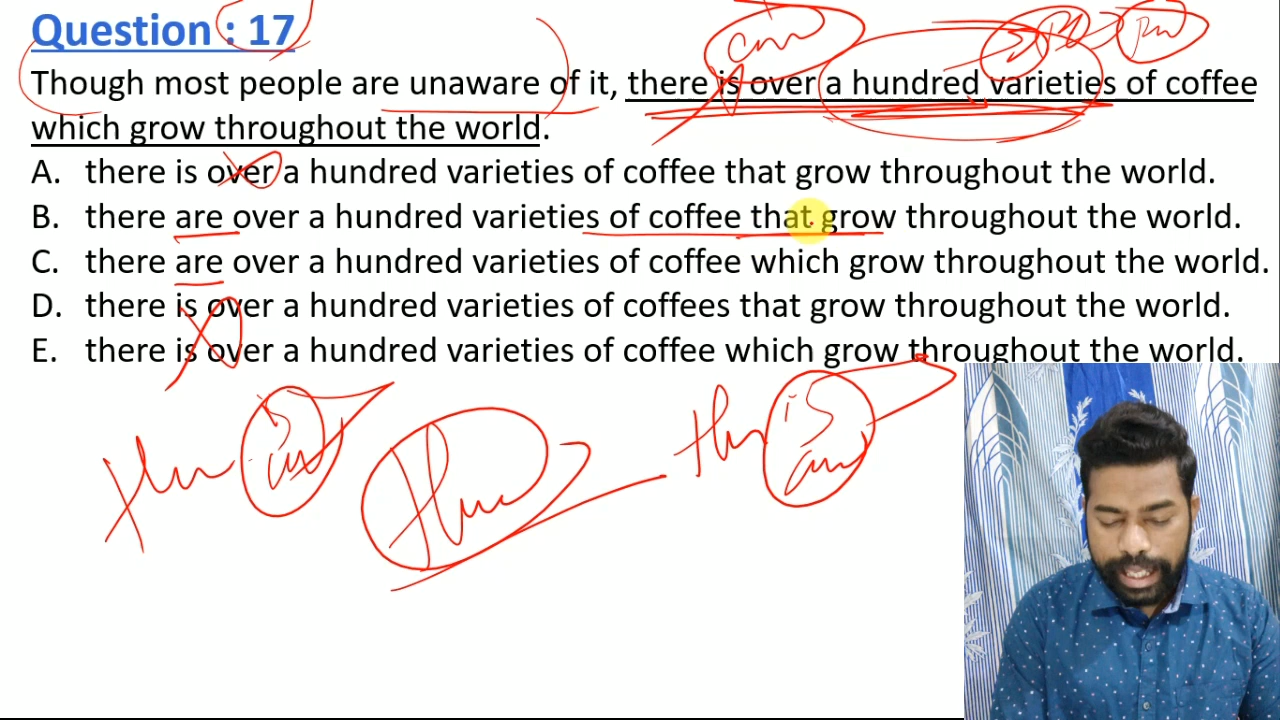 Question : 17
Though most people are unaware of it, there is over a hundred varieties of coffee
which grow throughout the world.
A. there is over a hundred varieties of coffee that grow throughout the world.
B. there are over a hundred varieties of coffee that grow throughout the world.
C. there are over a hundred varieties of coffee which grow throughout the world.
D. there is over a hundred varieties of coffees that grow throughout the world.
E. there is over a hundred varieties of coffee which grow throughout the world.
is